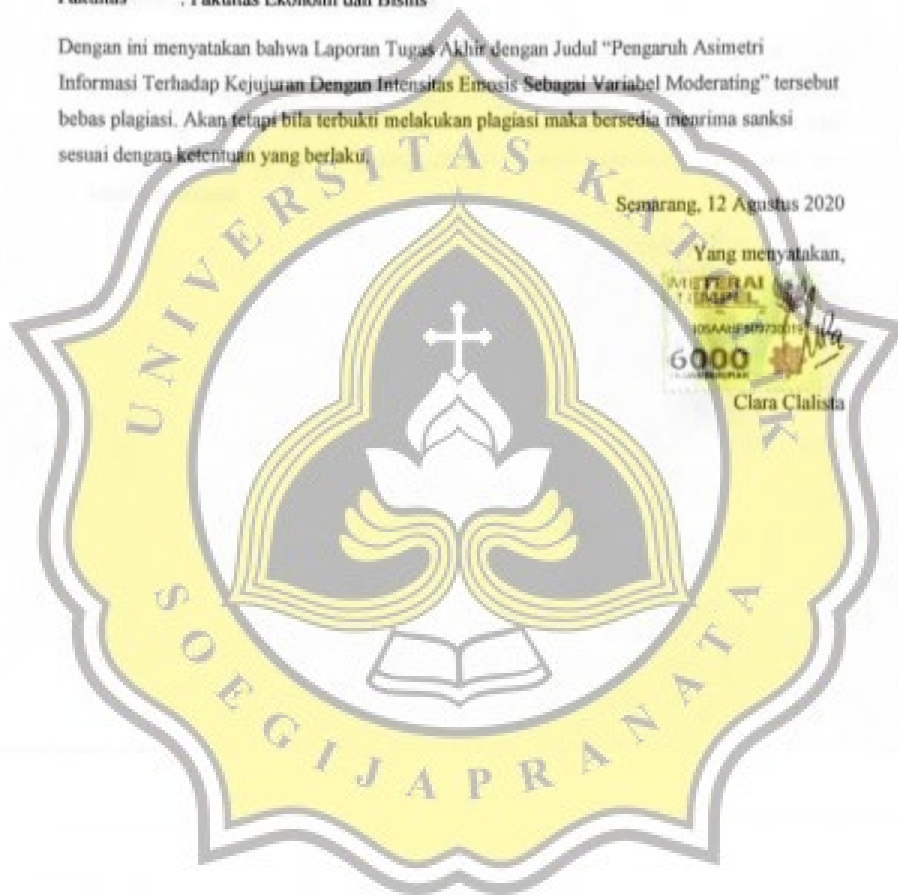 : Fakultas Ekonomi dan Bisnis
Dengan ini menyatakan bahwa Laporan Tugas Akhir dengan Judul “Pengaruh Asimetri
Informasi Terhadap Kejujuran Dengan Intensitas Emosis Sebagai Variabel Moderating” tersebut
bebas plagiasi. Akan tetapi bila terbukti melakukan plagiasi maka bersedia menrima sanksi
sesuai dengan ketentuan yang berlaku.
Semarang, 12 Agustus 2020
Yang menyatakan,
METERAI
TEMPEL
6000
Clara Clalista
UNIVERSITAS KATOLIK
SOEGIJAPRANATA